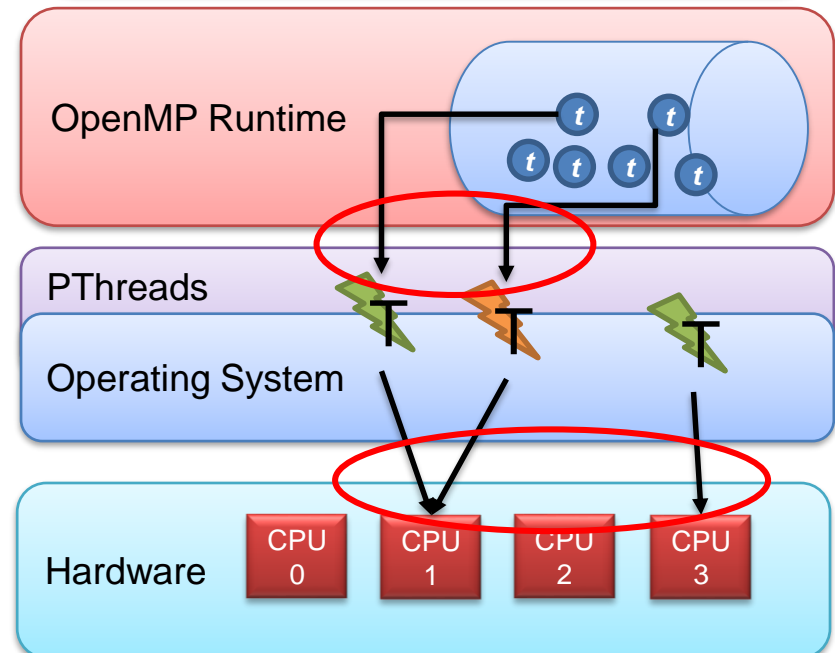 OpenMP Runtime
t t
t t t t
PThreads
T T T
Operating System
Hardware
CPU 0
CPU 1
CPU 2
CPU 3